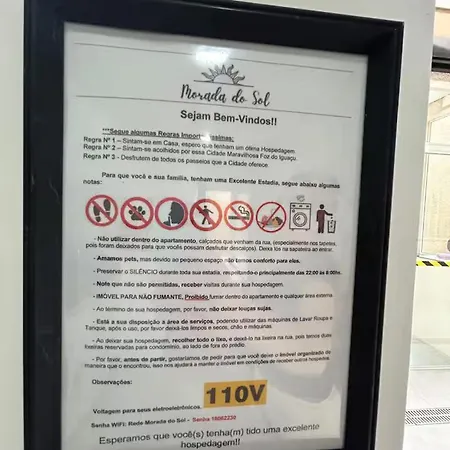 Morada do Sol
Sejam Bem-Vindos!!
***Segue algumas Regras
Regra Nº 1 – Sintam-se em Casa, espero que tenham um ótima Hospedagem.
Regra Nº 2 – Sintam-se acolhidos por essa Cidade Maravilhosa Foz do Iguaçu.
Regra Nº 3 - Desfrutem de todos os passeios que a Cidade oferece.
Para que você e sua família, tenham uma Excelente Estadia, segue abaixo algumas
notas:
- Não utilizar dentro do apartamento, calçados que venham da rua, (especialmente nos tapetes,
pois foram deixados para que vocês possam desfrutar descalços). Deixá los na sapateira ao entrar.
- Amamos pets, mas devido ao pequeno espaço não temos conforto para eles.
- Preservar o SILÊNCIO durante toda sua estadia, respeitando-o principalmente das 22:00 às 8:00hs.
- Note que não são permitidas, receber visitas durante sua hospedagem.
- IMÓVEL PARA NÃO FUMANTE. Proibido fumar dentro do apartamento e qualquer área externa.
- Ao término da sua hospedagem, por favor, não deixar louças sujas.
- Está a sua disposição a área de serviços, podendo utilizar das máquinas de Lavar Roupa e
Tanque, após o uso, por favor deixá-los limpos e secos, chão e máquinas.
- Ao deixar sua hospedagem, recolher todo o lixo, e deixá-lo na lixeira na rua, pois temos duas
lixeiras reservadas para condomínio, ao lado de fora do prédio.
- Por favor, antes de partir, gostaríamos de pedir para que você deixe o imóvel organizado de
maneira que o encontrou, isso nos ajudará a manter o imóvel em condições de receber outros hóspedes.
Observações:
110V
Voltagem para seus eletroeletrônicos.
Senha WIFI: Rede Morada do Sol - Senha
Esperamos que você(s) tenha(m) tido uma excelente
hospedagem!!